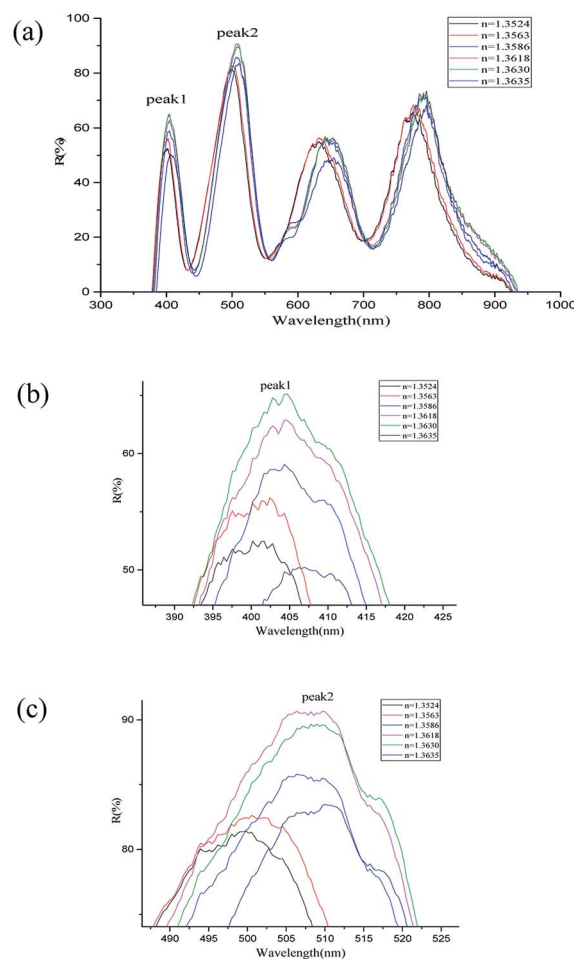 (a)
peak1
peak2
n=1.3524
n=1.3563
n=1.3586
n=1.3618
n=1.3630
n=1.3635
R(%)
100
80
60
40
20
0
300 400 500 600 700 800 900 1000
Wavelength(nm)
(b)
peak1
n=1.3524
n=1.3563
n=1.3586
n=1.3618
n=1.3630
n=1.3635
R(%)
60
50
390 395 400 405 410 415 420 425
Wavelength(nm)
(c)
peak2
n=1.3524
n=1.3563
n=1.3586
n=1.3618
n=1.3630
n=1.3635
R(%)
90
80
490 495 500 505 510 515 520 525
Wavelength(nm)